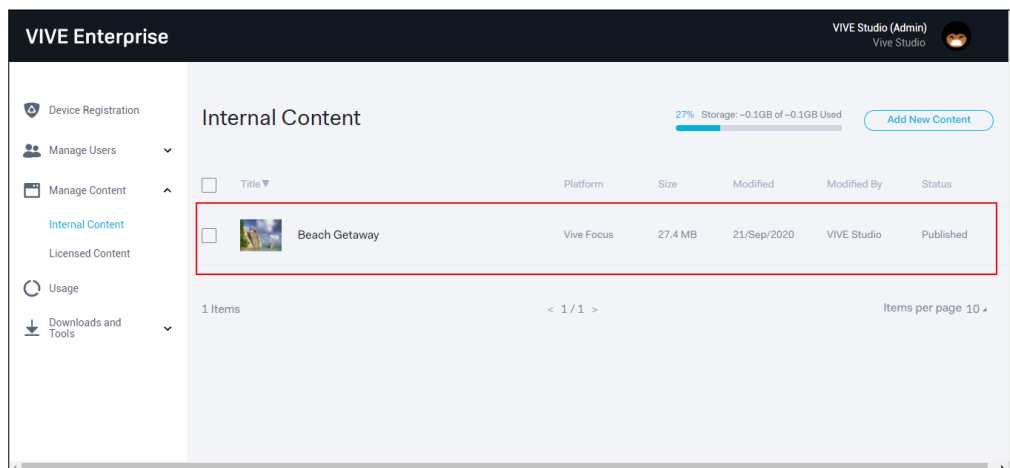 VIVE Enterprise
VIVE Studio (Admin)
Vive Studio
Device Registration
Manage Users
Manage Content
Internal Content
Licensed Content
Usage
Downloads and
Tools
Internal Content
27% Storage: ~0.1GB of ~0.1GB Used
Add New Content
Title▼ Platform Size Modified Modified By Status
Beach Getaway Vive Focus 27.4 MB 21/Sep/2020 VIVE Studio Published
1 Items < 1 / 1 > Items per page 10